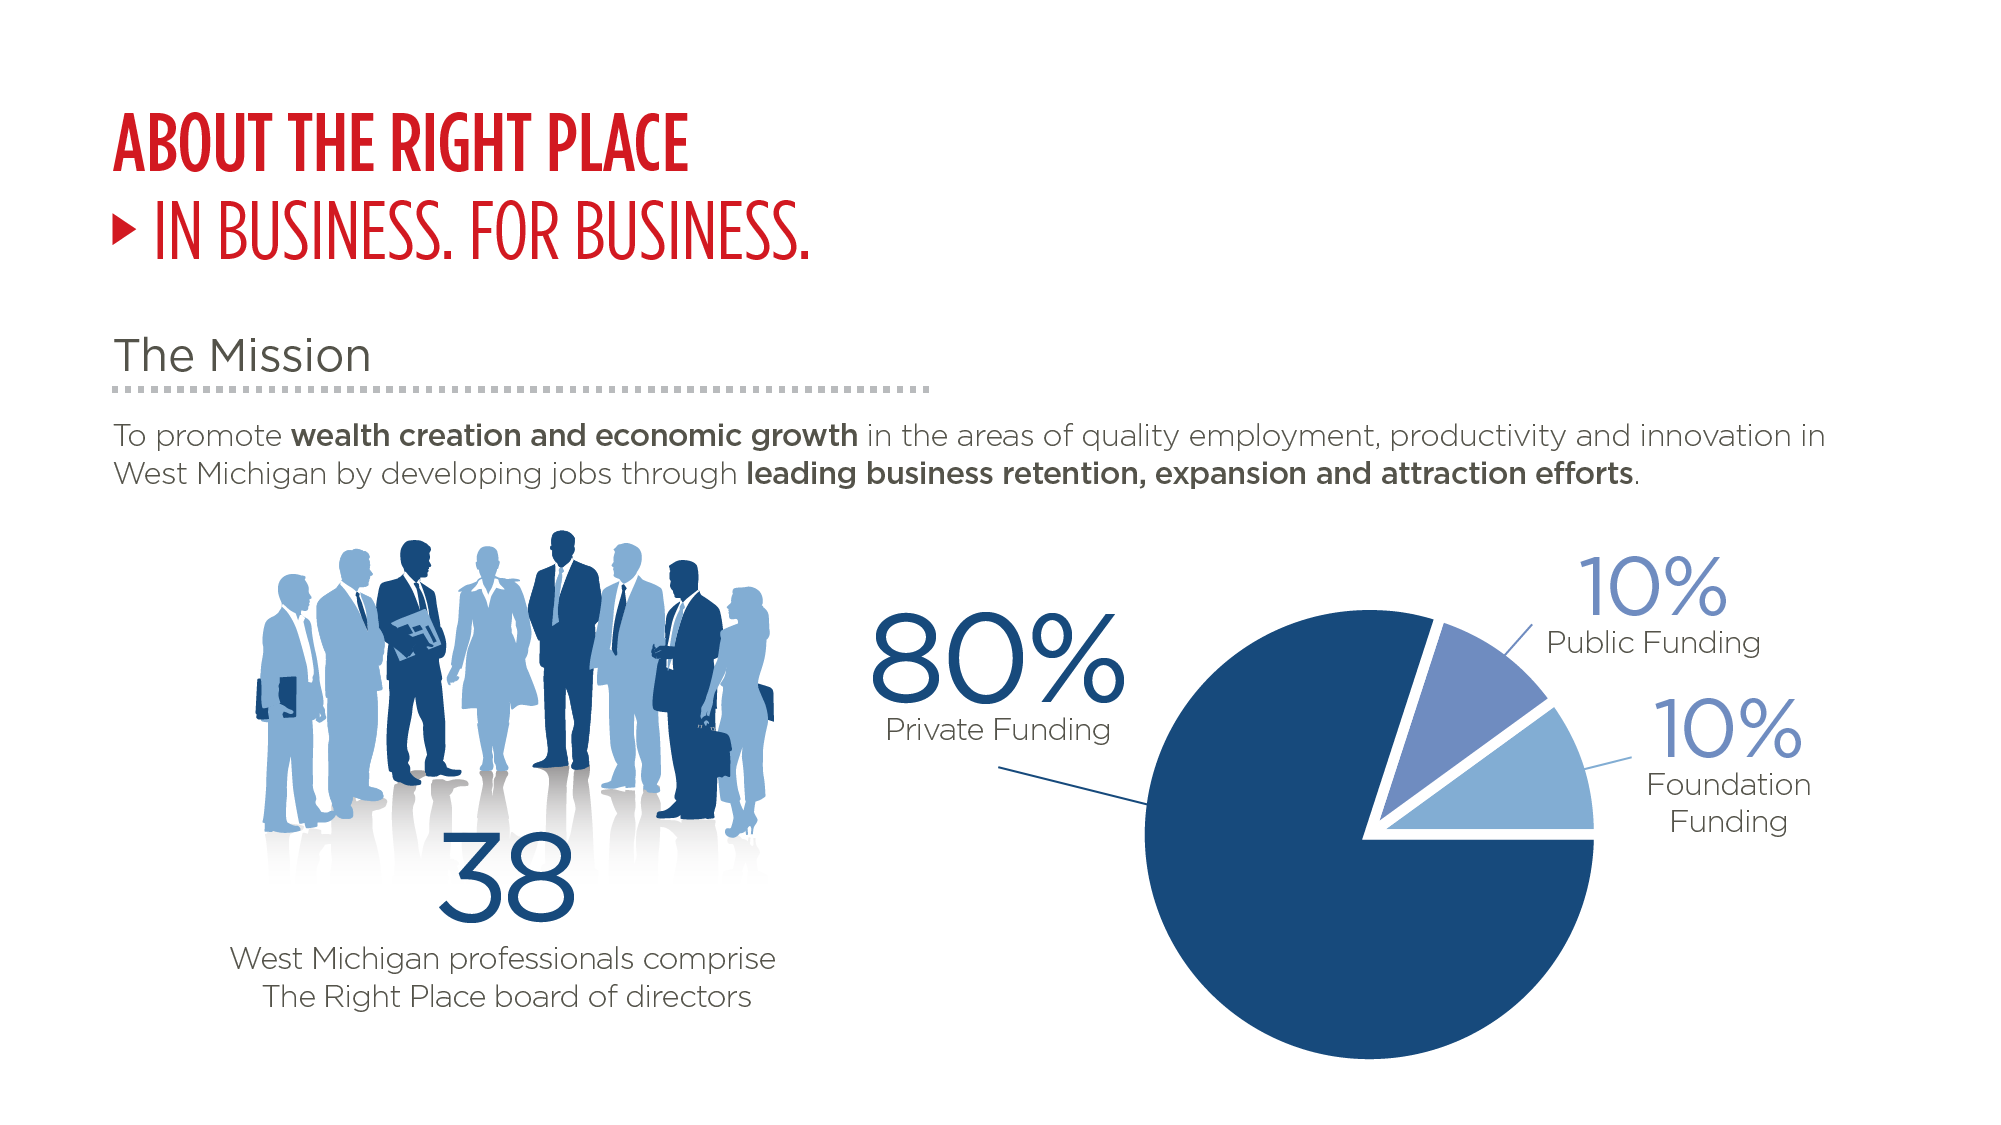 ABOUT THE RIGHT PLACE
IN BUSINESS. FOR BUSINESS.
The Mission
To promote wealth creation and economic growth in the areas of quality employment, productivity and innovation in
West Michigan by developing jobs through leading business retention, expansion and attraction efforts.
38
West Michigan professionals comprise
The Right Place board of directors
80%
Private Funding
10%
Public Funding
10%
Foundation
Funding